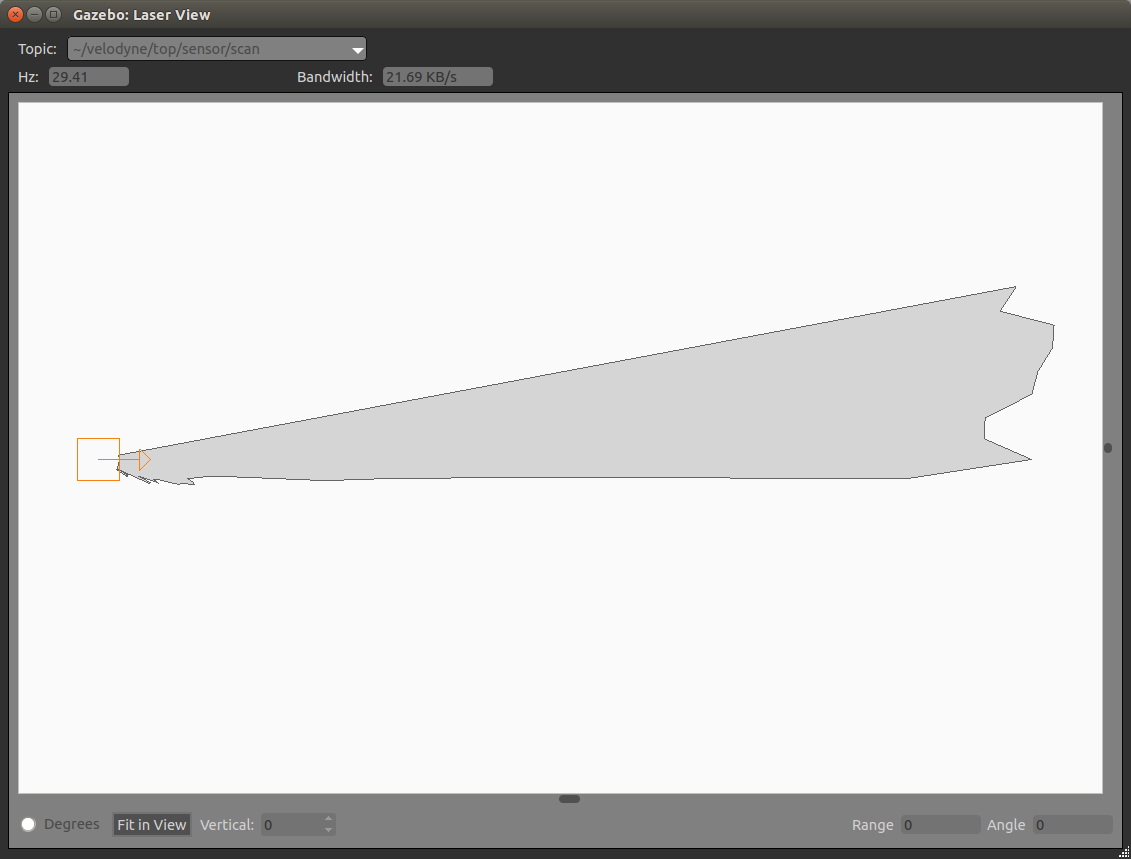 Gazebo: Laser View
Topic: ~/velodyne/top/sensor/scan
Hz: 29.41 Bandwidth: 21.69 KB/s
Degrees Fit in View Vertical: 0 Range 0 Angle 0